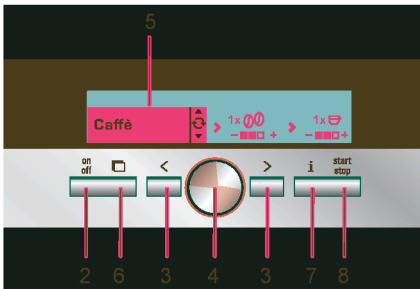 5
Caffè
1x
1x
- +
- +
on
off
<
>
i
start
stop
2 6 3 4 3 7 8